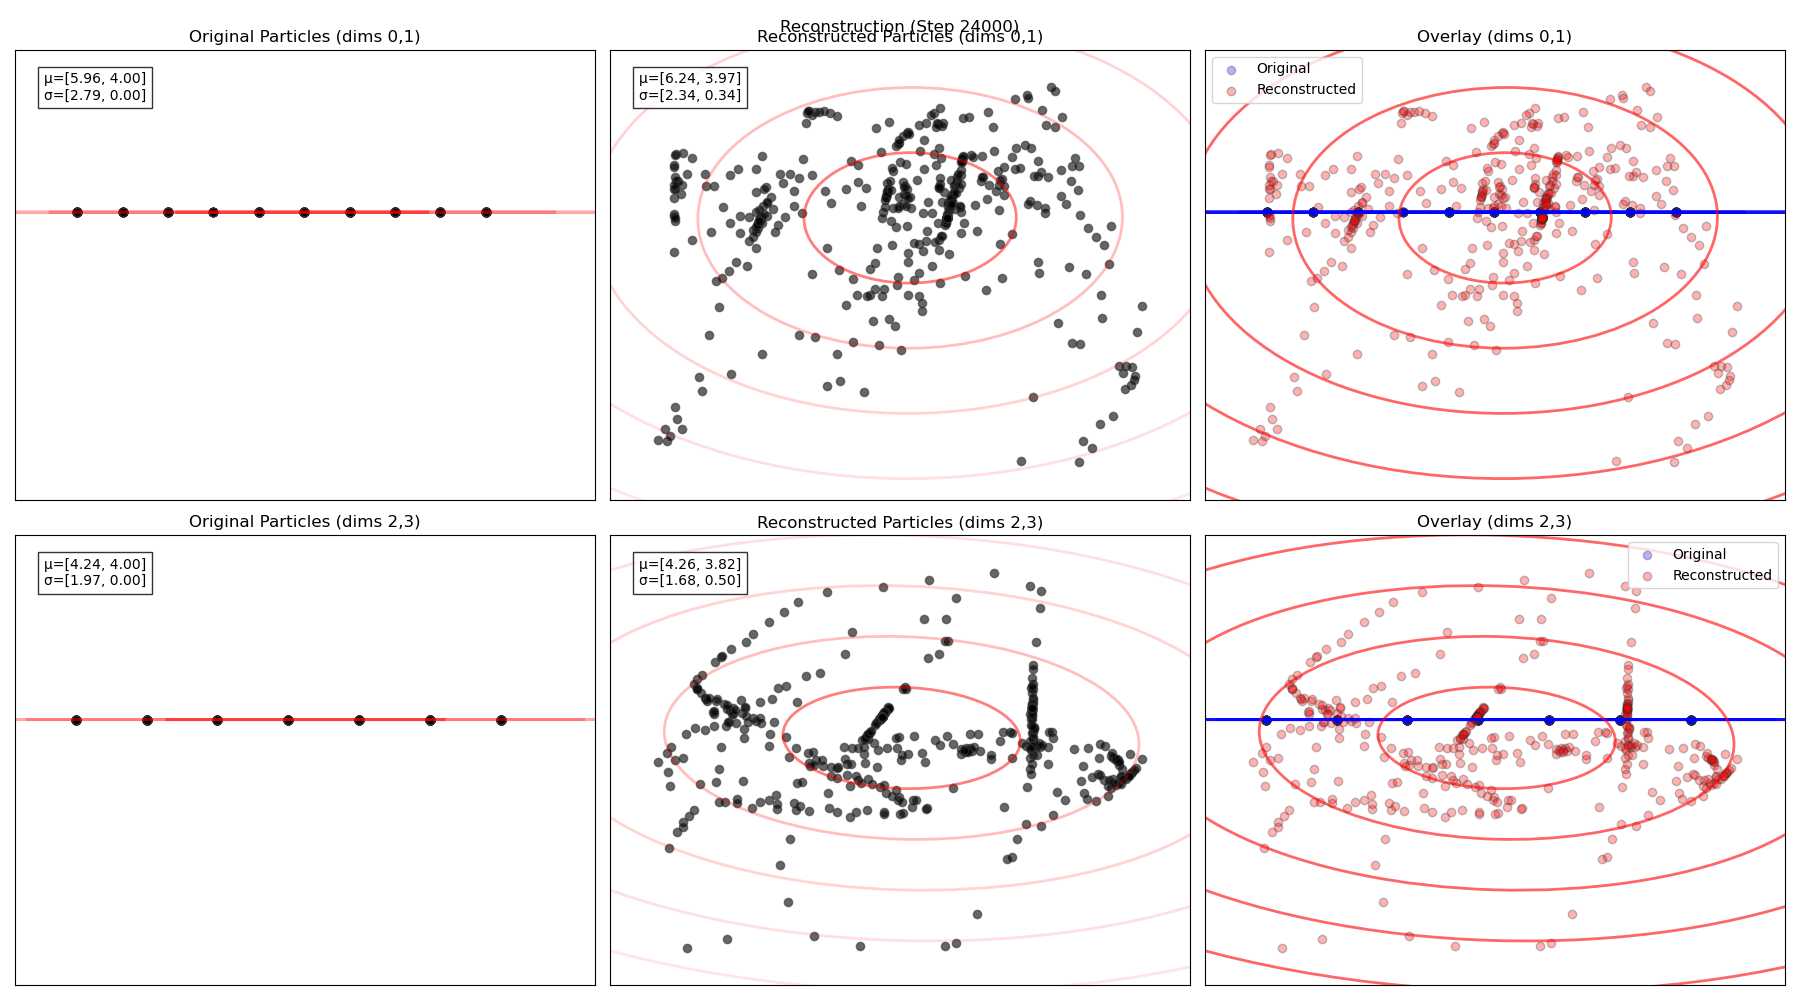 Reconstruction (Step 24000)
Original Particles (dims 0,1)
Reconstructed Particles (dims 0,1)
Overlay (dims 0,1)
μ=[5.96, 4.00]
σ=[2.79, 0.00]
μ=[6.24, 3.97]
σ=[2.34, 0.34]
Original
Reconstructed
Original Particles (dims 2,3)
Reconstructed Particles (dims 2,3)
Overlay (dims 2,3)
μ=[4.24, 4.00]
σ=[1.97, 0.00]
μ=[4.26, 3.82]
σ=[1.68, 0.50]
Original
Reconstructed